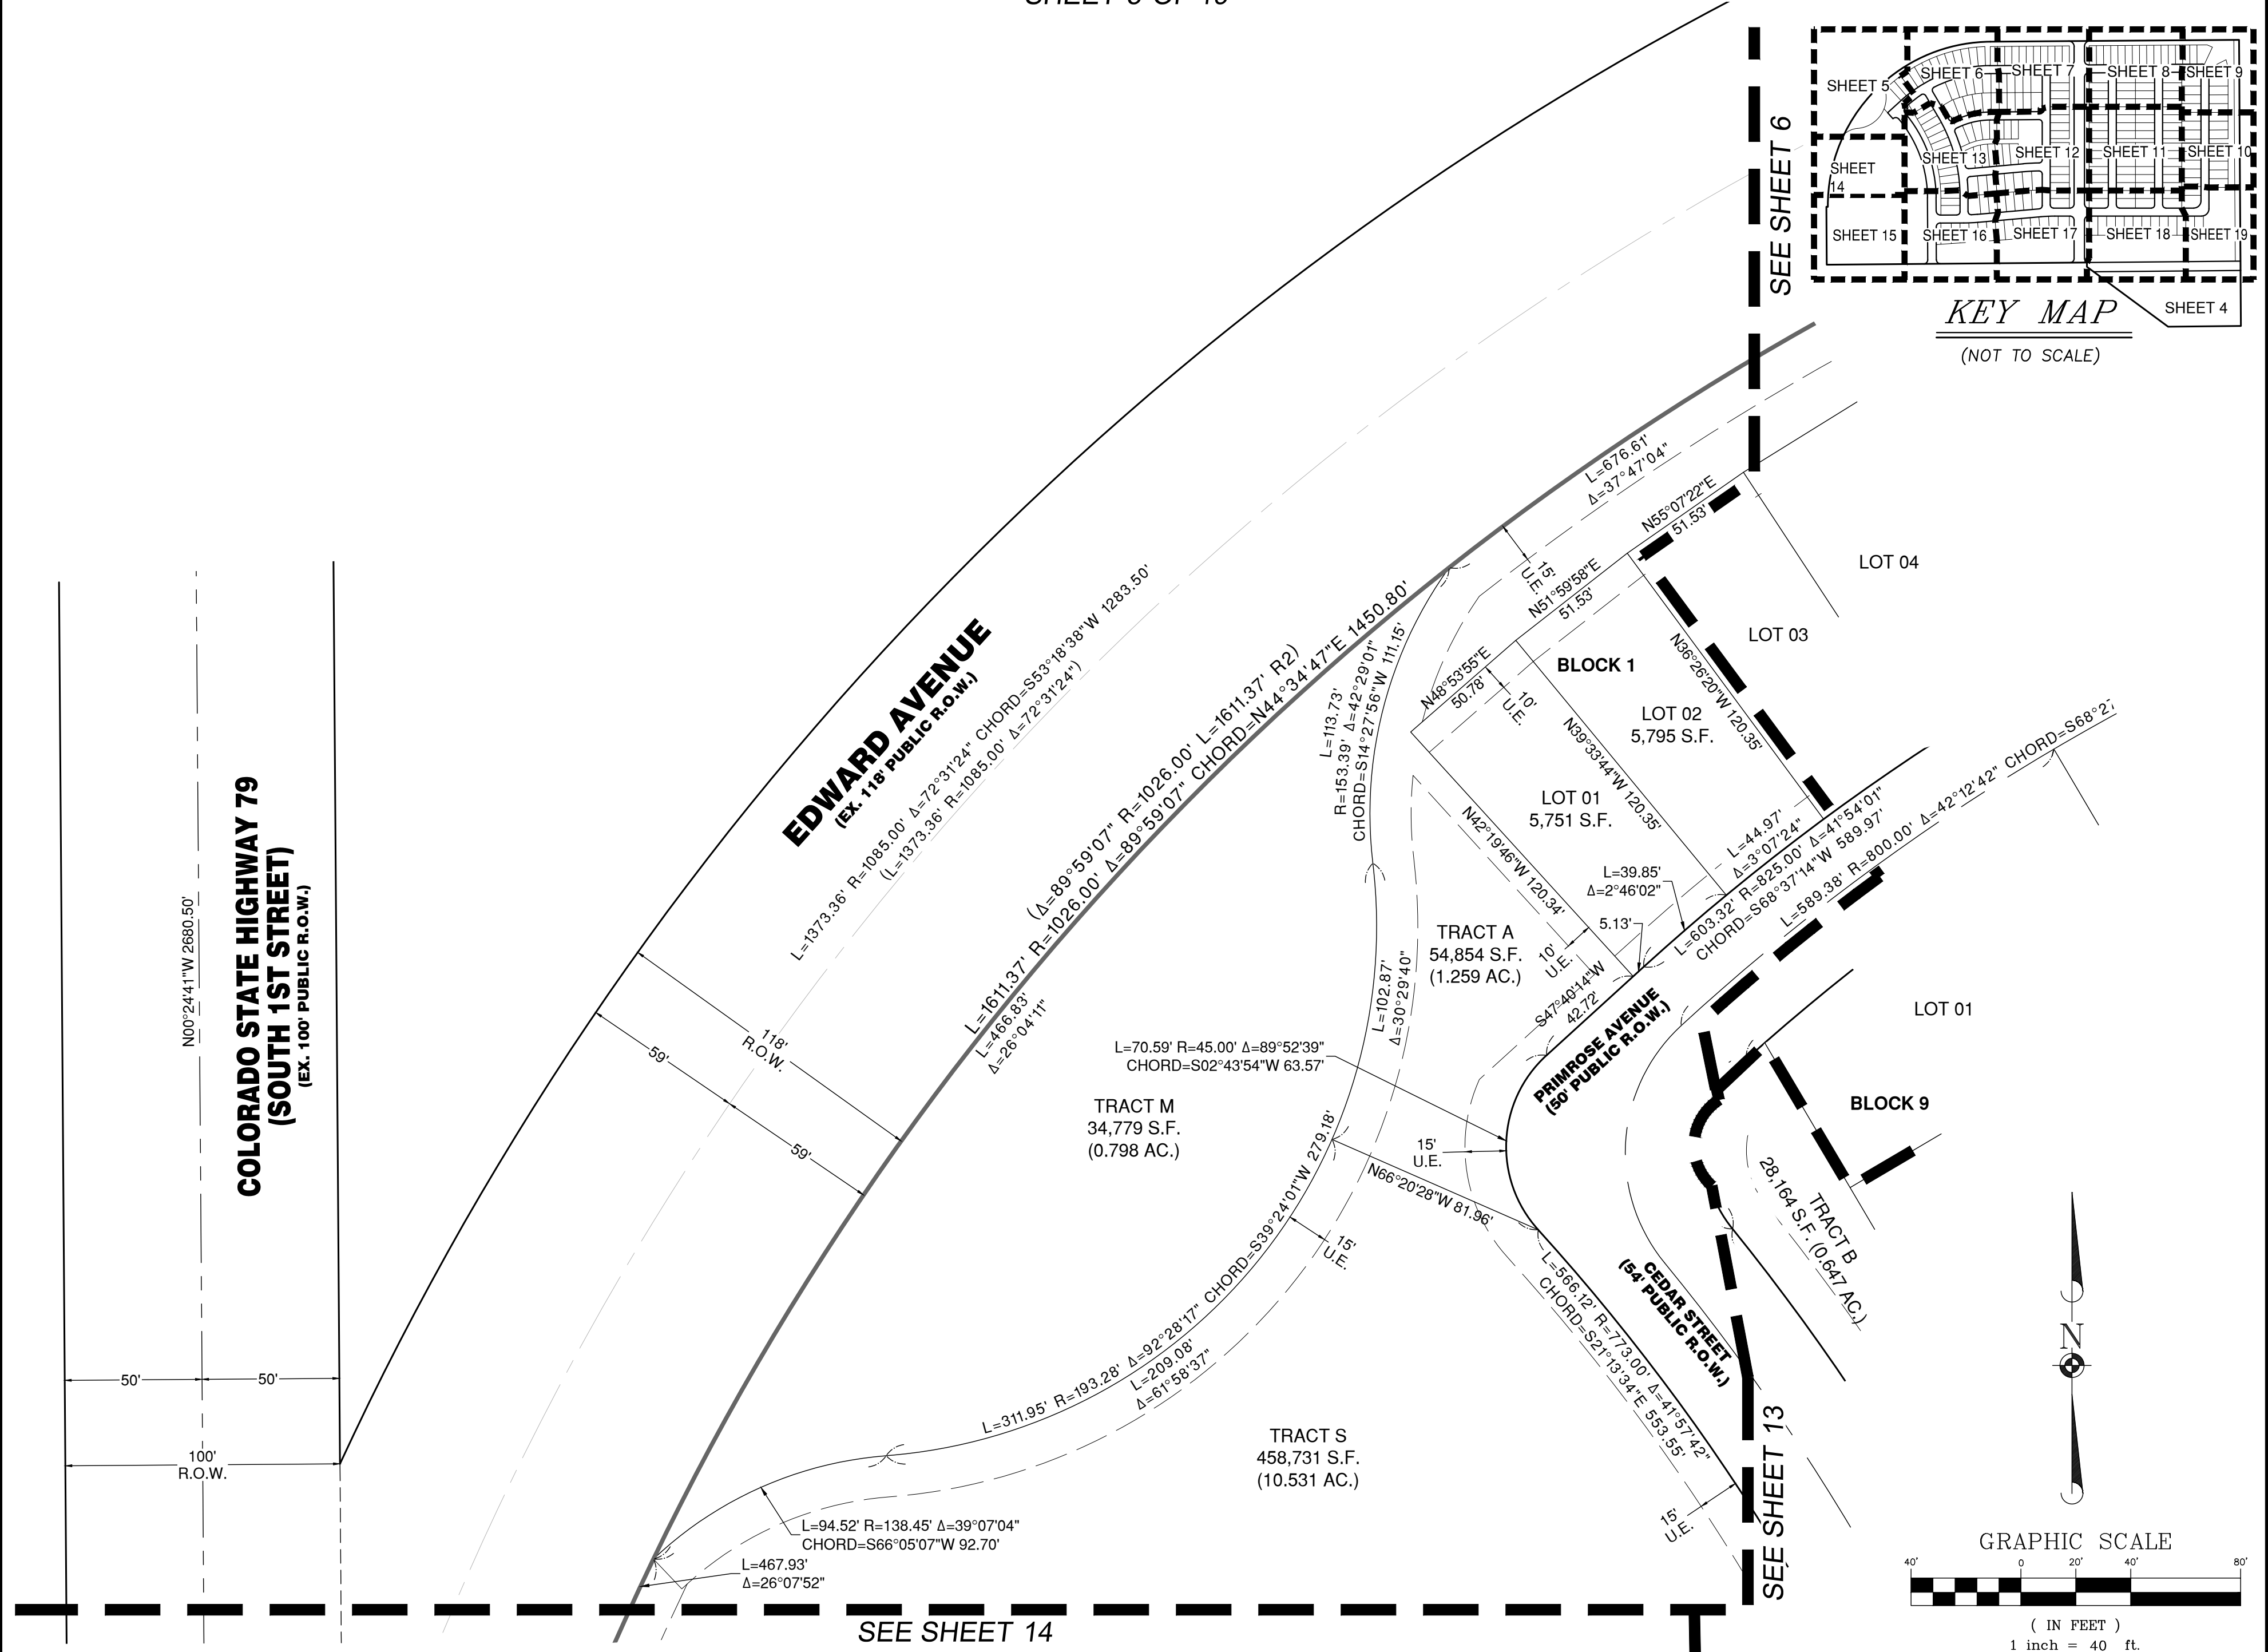 SEE SHEET 6
SHEET 5
SHEET 6
SHEET 7
SHEET 8
SHEET 9
SHEET
14
SHEET 13
SHEET 12
SHEET 11
SHEET 10
SHEET 15
SHEET 16
SHEET 17
SHEET 18
SHEET 19
SHEET 4
KEY MAP
(NOT TO SCALE)
COLORADO STATE HIGHWAY 79
(SOUTH 1ST STREET)
(EX. 100' PUBLIC R.O.W.)
N00°24'41"W 2680.50'
50'
50'
100'
R.O.W.
EDWARD AVENUE
(EX. 118' PUBLIC R.O.W.)
L=1373.36' R=1085.00' Δ=72°31'24" CHORD=S53°18'38"W 1283.50'
(L=1373.36' R=1085.00' Δ=72°31'24")
(Δ=89°59'07" R=1026.00' L=1611.37' R2)
L=1611.37' R=1026.00' Δ=89°59'07" CHORD=N44°34'47"E 1450.80'
L=466.83'
Δ=26°04'11"
118'
R.O.W.
59'
59'
L=676.61'
Δ=37°47'04"
N55°07'22"E
51.53'
15'
U.E.
N51°59'58"E
51.53'
N48°53'55"E
50.78'
10'
U.E.
BLOCK 1
LOT 04
LOT 03
N36°26'20"W 120.35'
LOT 02
5,795 S.F.
N39°33'44"W 120.35'
LOT 01
5,751 S.F.
N42°19'46"W 120.34'
L=113.73'
R=153.39' Δ=42°29'01"
CHORD=S14°27'56"W 111.15'
L=44.97'
Δ=3°07'24"
L=39.85'
Δ=2°46'02"
5.13'
L=603.32' R=825.00' Δ=41°54'01"
CHORD=S68°37'14"W 589.97'
L=589.38' R=800.00' Δ=42°12'42" CHORD=S68°27
TRACT A
54,854 S.F.
(1.259 AC.)
10'
U.E.
S47°40'14"W
42.72'
PRIMROSE AVENUE
(50' PUBLIC R.O.W.)
LOT 01
BLOCK 9
L=102.87'
Δ=30°29'40"
L=70.59' R=45.00' Δ=89°52'39"
CHORD=S02°43'54"W 63.57'
TRACT M
34,779 S.F.
(0.798 AC.)
15'
U.E.
N66°20'28"W 81.96'
15'
U.E.
TRACT B
28,164 S.F. (0.647 AC.)
CEDAR STREET
(54' PUBLIC R.O.W.)
L=566.12' R=773.00' Δ=41°57'42"
CHORD=S21°13'34"E 553.55'
L=311.95' R=193.28' Δ=92°28'17" CHORD=S39°24'01"W 279.18'
L=209.08'
Δ=61°58'37"
TRACT S
458,731 S.F.
(10.531 AC.)
L=94.52' R=138.45' Δ=39°07'04"
CHORD=S66°05'07"W 92.70'
L=467.93'
Δ=26°07'52"
15'
U.E.
SEE SHEET 13
SEE SHEET 14
N
GRAPHIC SCALE
40' 0 20' 40' 80'
( IN FEET )
1 inch = 40 ft.